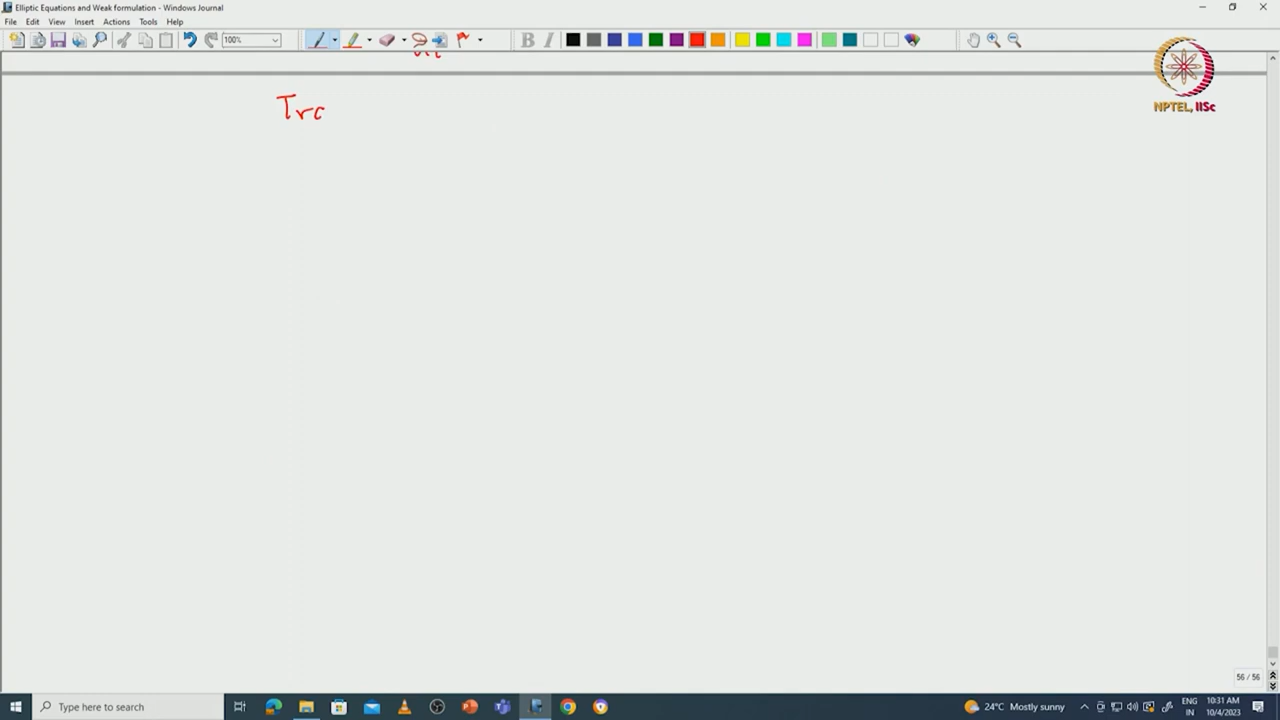 Elliptic Equations and Weak formulation - Windows Journal
File Edit View Insert Actions Tools Help
100%
B I
NPTEL, IISc
Trc
56 / 56
Type here to search
24°C Mostly sunny
ENG
IN
10:31 AM
10/4/2023